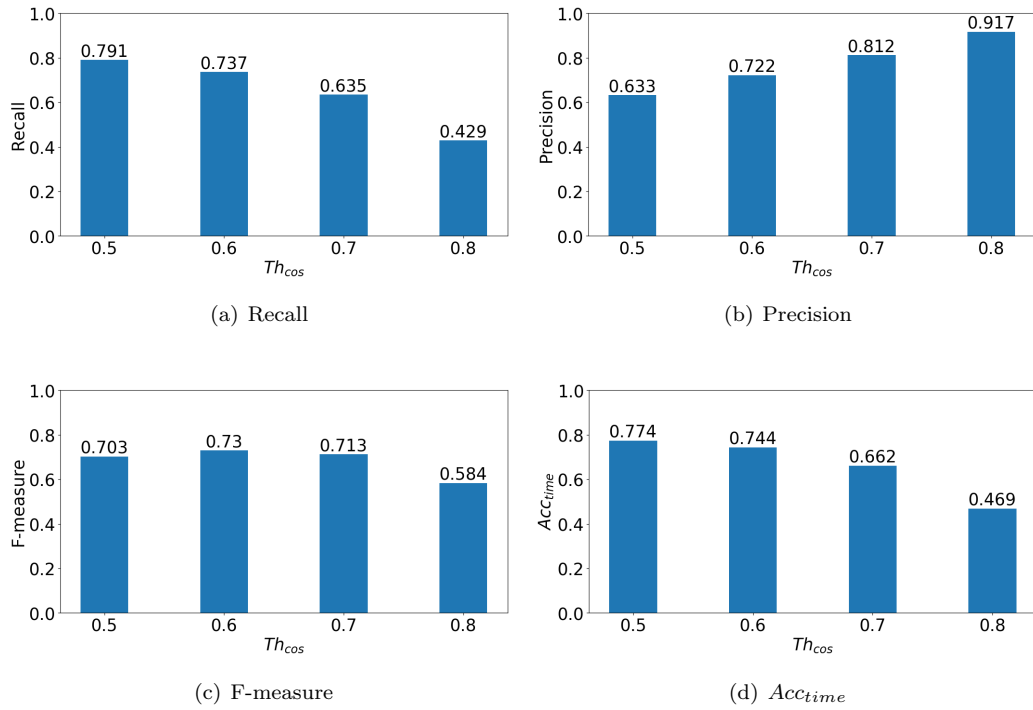 1.0
0.8
0.6
0.4
0.2
0.0
Recall
0.791
0.737
0.635
0.429
0.5 0.6 0.7 0.8
Th_cos
(a) Recall
1.0
0.8
0.6
0.4
0.2
0.0
Precision
0.633
0.722
0.812
0.917
0.5 0.6 0.7 0.8
Th_cos
(b) Precision
1.0
0.8
0.6
0.4
0.2
0.0
F-measure
0.703
0.73
0.713
0.584
0.5 0.6 0.7 0.8
Th_cos
(c) F-measure
1.0
0.8
0.6
0.4
0.2
0.0
Acc_time
0.774
0.744
0.662
0.469
0.5 0.6 0.7 0.8
Th_cos
(d) Acc_time